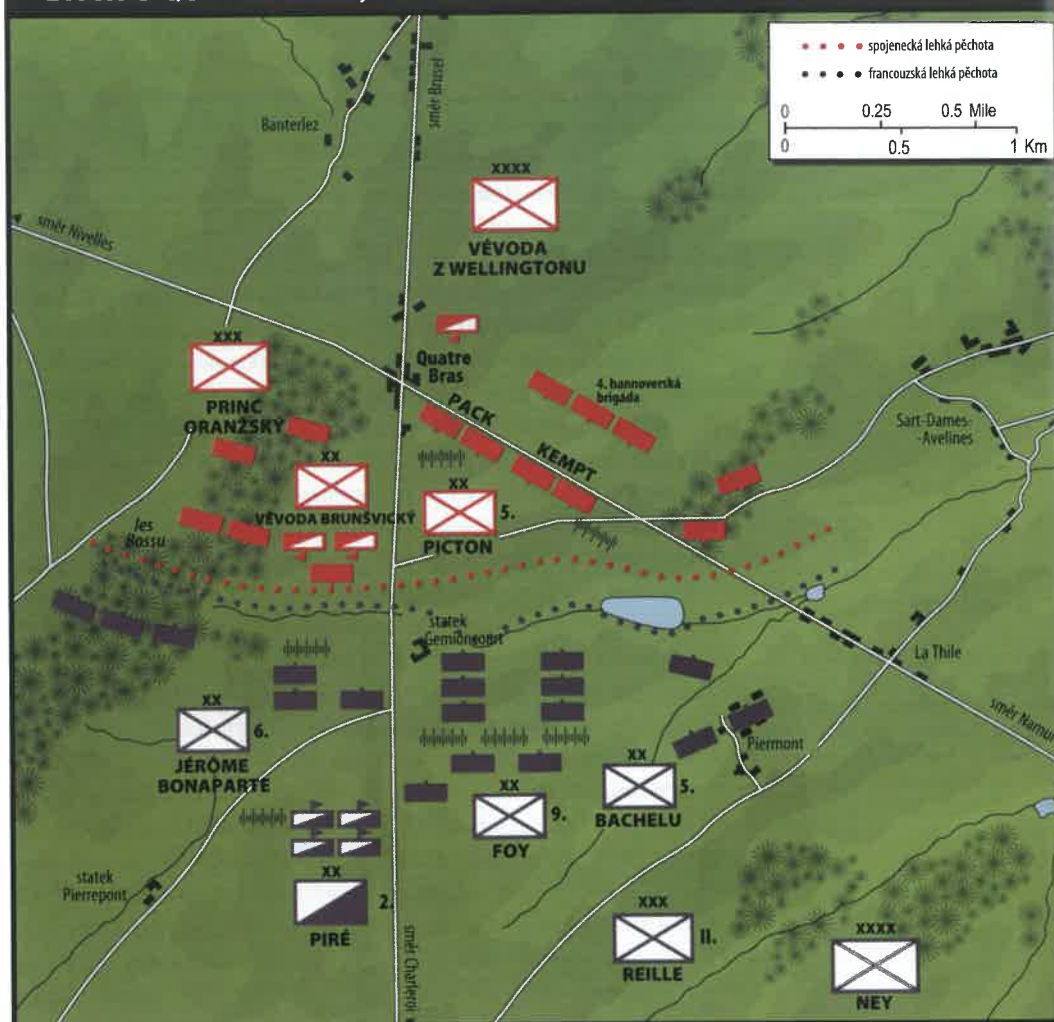 spojenecká lehká pěchota
francouzská lehká pěchota
0 0.25 0.5 Mile
0 0.5 1 Km
Banterlez
směr Brusel
XXXX
VÉVODA
Z WELLINGTONU
směr Nivelles
XXX
PRINC
ORANŽSKÝ
Quatre
Bras
PACK
KEMPT
4. hannoverská
brigáda
Sart-Dames-
-Avelines
XX
VÉVODA BRUNŠVICKÝ
XX
5.
PICTON
les
Bossu
statek
Gemioncourt
La Thile
směr Namur
XX
6.
JÉRÔME
BONAPARTE
Piermont
XX
5.
BACHELU
XX
9.
FOY
statek
Pierrepont
XX
2.
PIRÉ
směr Charleroi
XXX
II.
REILLE
XXXX
NEY